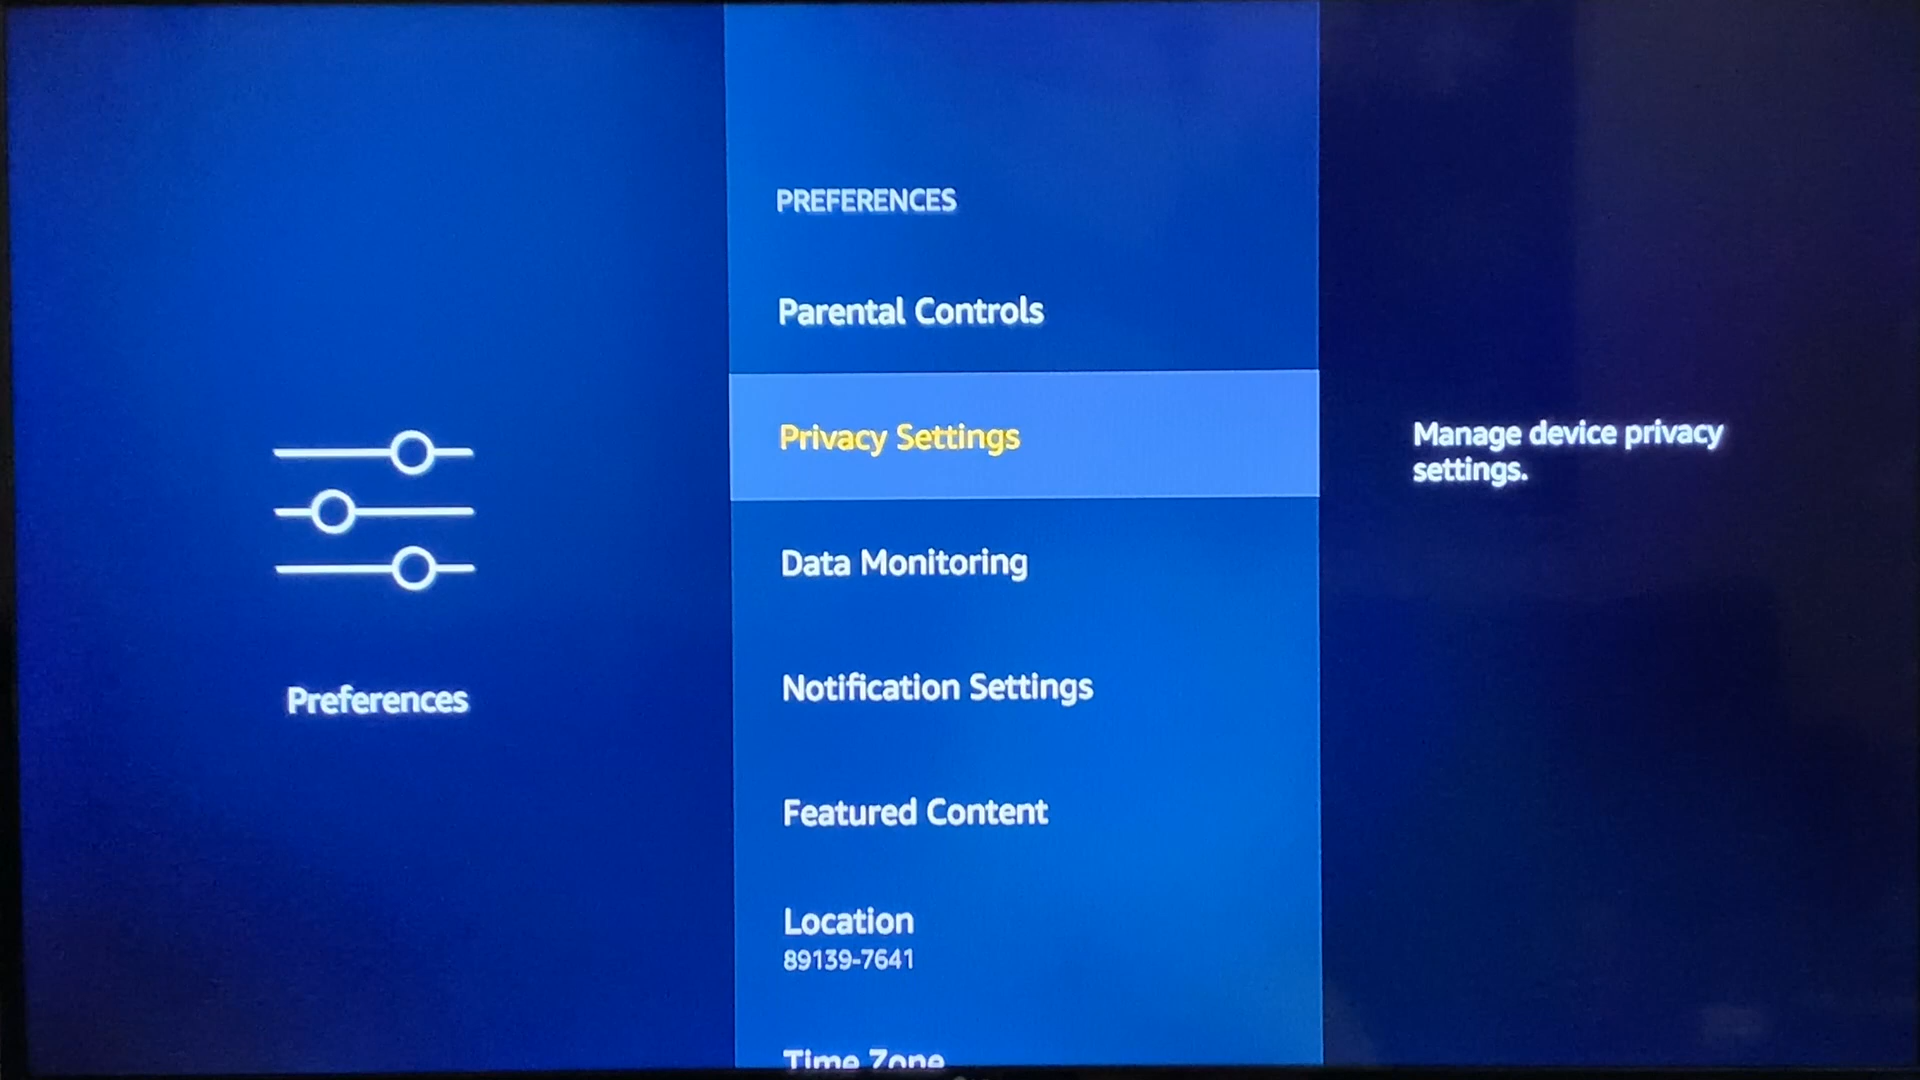 Preferences
PREFERENCES
Parental Controls
Privacy Settings
Data Monitoring
Notification Settings
Featured Content
Location
89139-7641
Time Zone
Manage device privacy
settings.